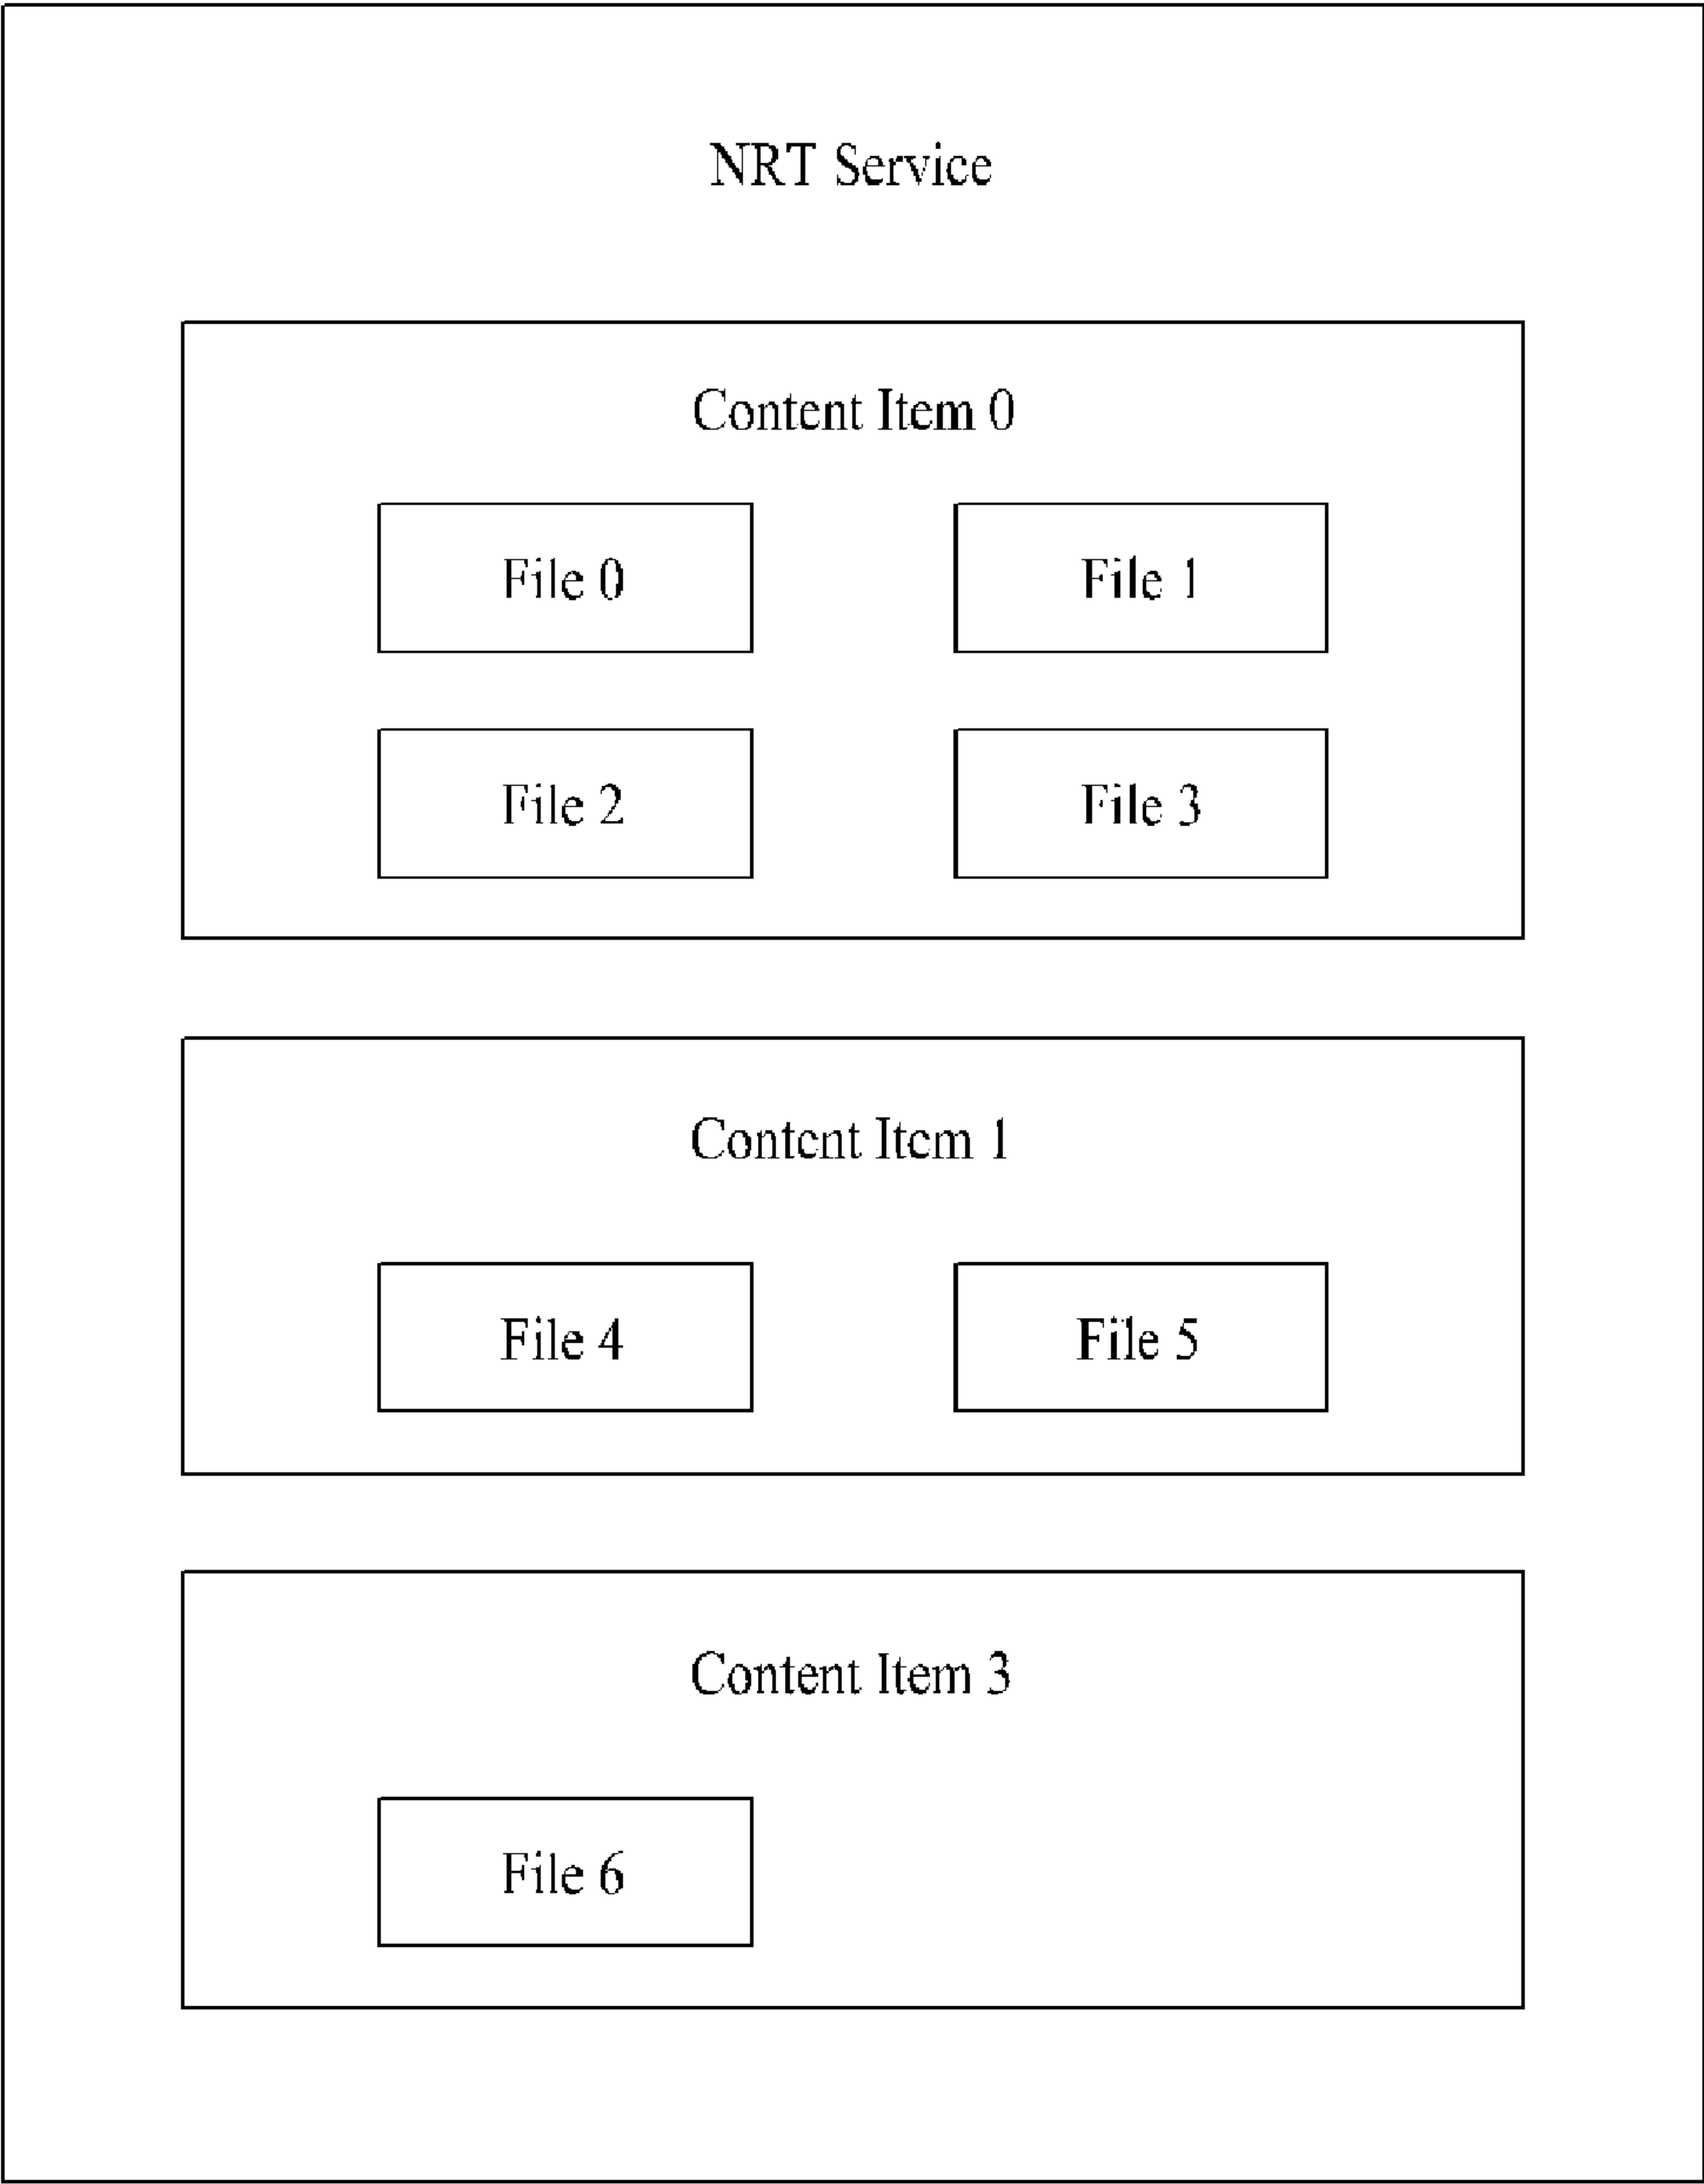 NRT Service
Content Item 0
File 0
File 1
File 2
File 3
Content Item 1
File 4
File 5
Content Item 3
File 6